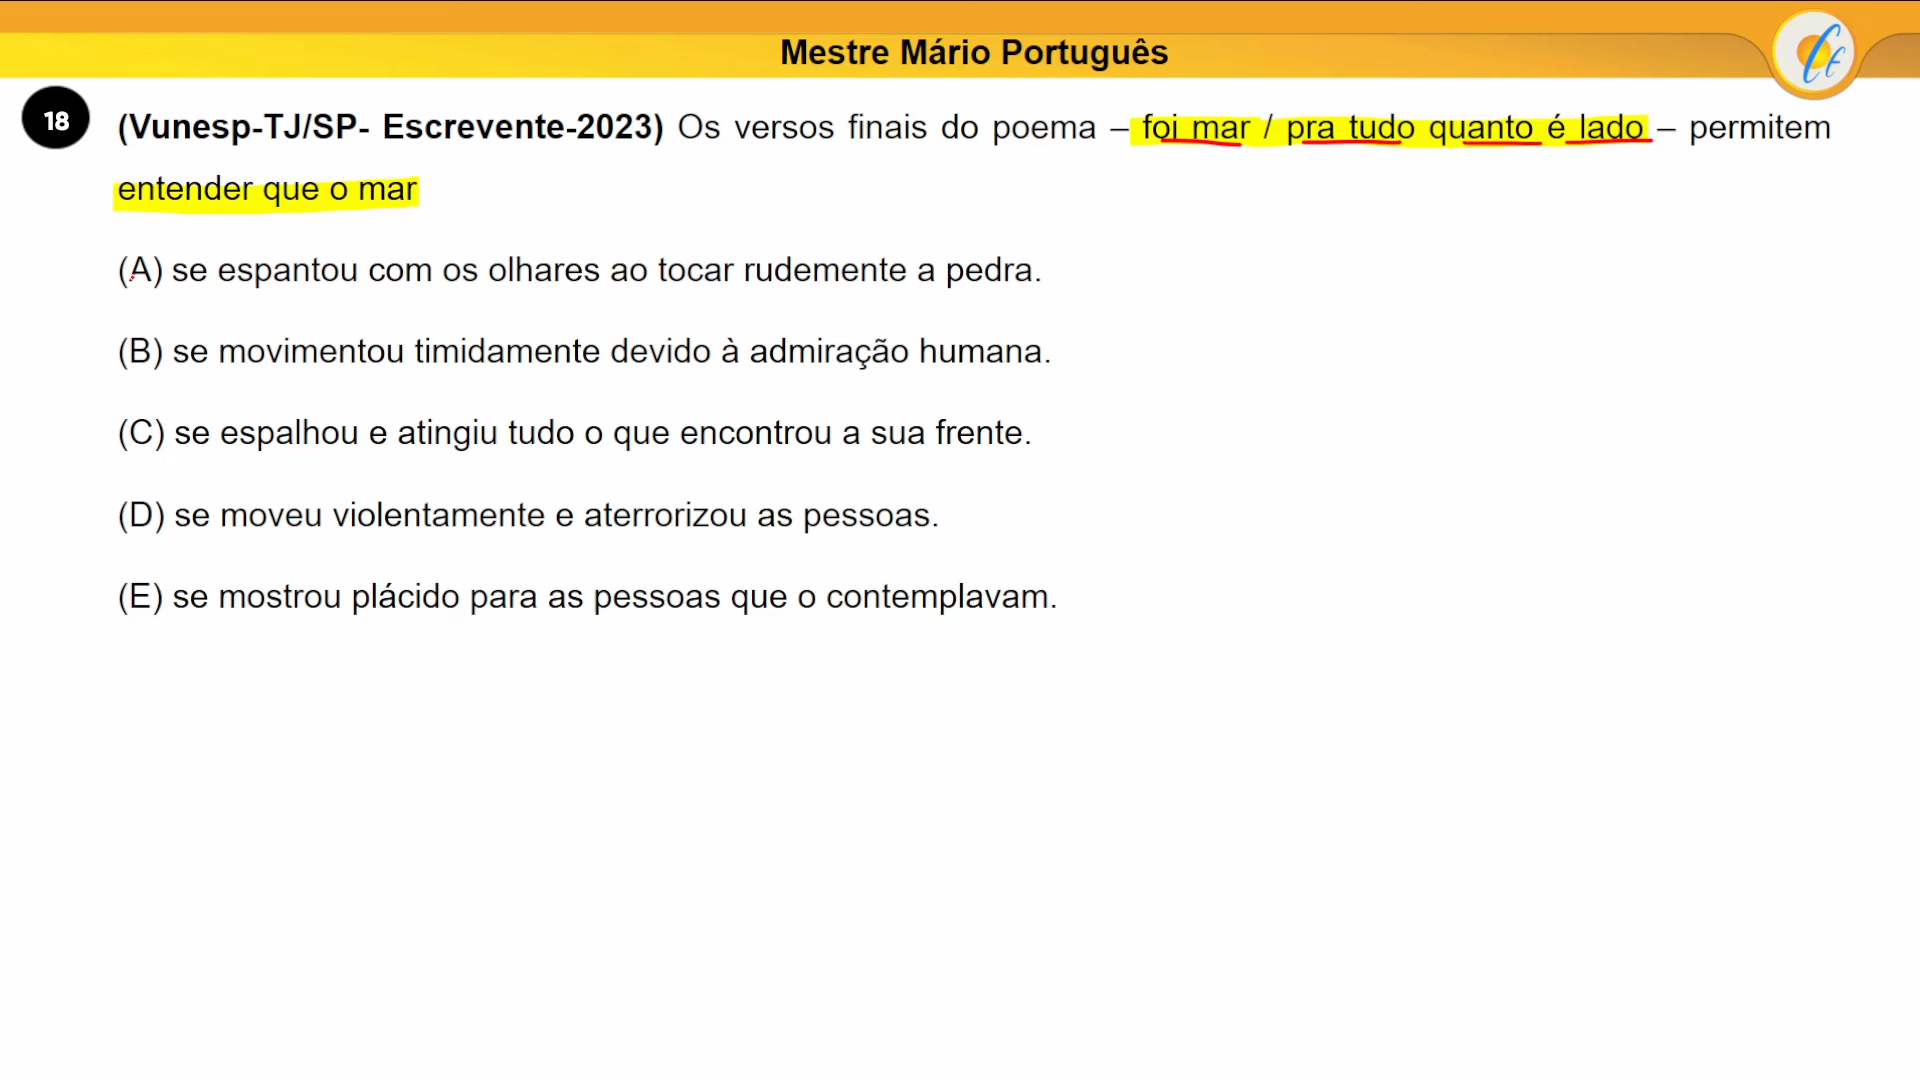 Mestre Mário Português
18
(Vunesp-TJ/SP- Escrevente-2023) Os versos finais do poema – foi mar / pra tudo quanto é lado – permitem
entender que o mar
(A) se espantou com os olhares ao tocar rudemente a pedra.
(B) se movimentou timidamente devido à admiração humana.
(C) se espalhou e atingiu tudo o que encontrou a sua frente.
(D) se moveu violentamente e aterrorizou as pessoas.
(E) se mostrou plácido para as pessoas que o contemplavam.